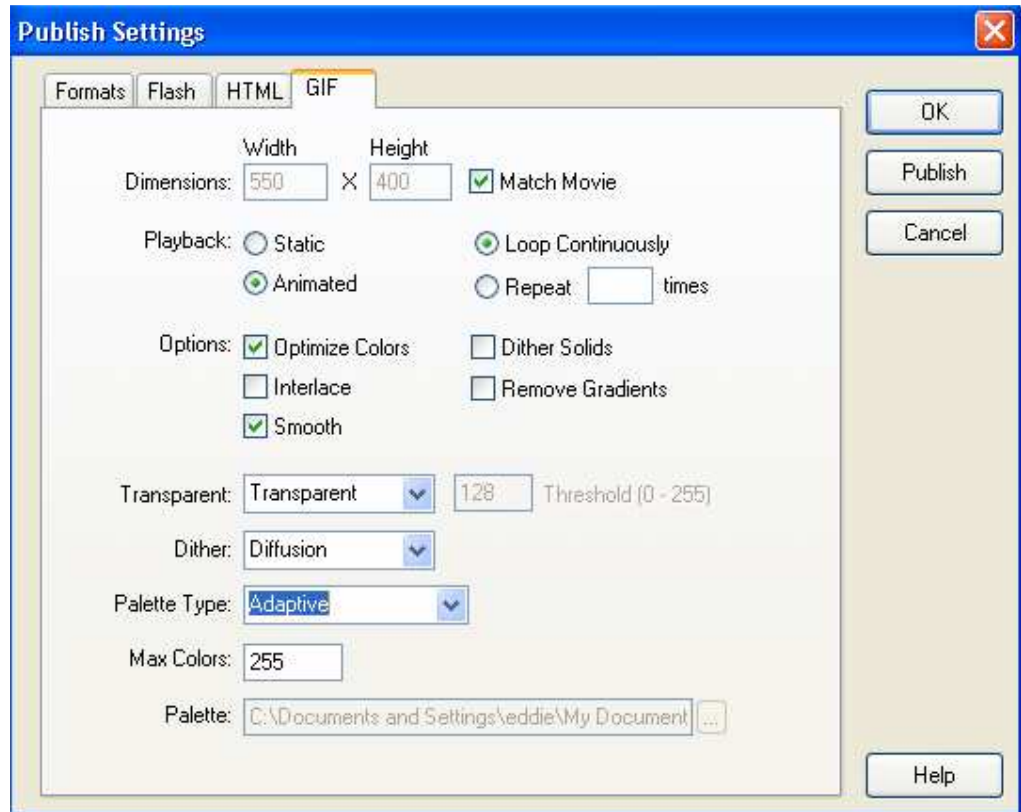 Publish Settings
Formats Flash HTML GIF
OK
Width Height
Dimensions: 550 X 400 Match Movie
Publish
Playback: Static Loop Continuously
Cancel
Animated Repeat times
Options: Optimize Colors Dither Solids
Interlace Remove Gradients
Smooth
Transparent: Transparent 128 Threshold (0 - 255)
Dither: Diffusion
Palette Type: Adaptive
Max Colors: 255
Palette: C:\Documents and Settings\eddie\My Document ...
Help